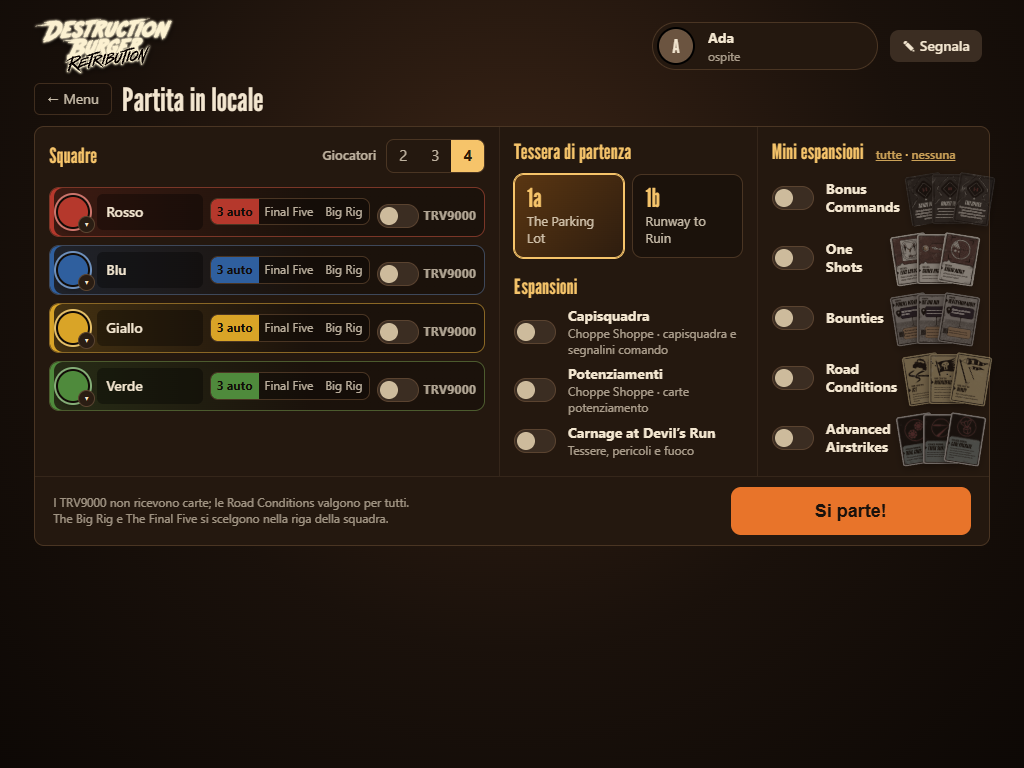 DESTRUCTION
BURGER
RETRIBUTION
A
Ada
ospite
✎ Segnala
← Menu
Partita in locale
Squadre
Giocatori
2
3
4
Rosso
3 auto
Final Five
Big Rig
TRV9000
Blu
3 auto
Final Five
Big Rig
TRV9000
Giallo
3 auto
Final Five
Big Rig
TRV9000
Verde
3 auto
Final Five
Big Rig
TRV9000
Tessera di partenza
1a
The Parking
Lot
1b
Runway to
Ruin
Espansioni
Capisquadra
Choppe Shoppe · capisquadra e
segnalini comando
Potenziamenti
Choppe Shoppe · carte
potenziamento
Carnage at Devil's Run
Tessere, pericoli e fuoco
Mini espansioni
tutte · nessuna
Bonus
Commands
One
Shots
Bounties
Road
Conditions
Advanced
Airstrikes
I TRV9000 non ricevono carte; le Road Conditions valgono per tutti.
The Big Rig e The Final Five si scelgono nella riga della squadra.
Si parte!